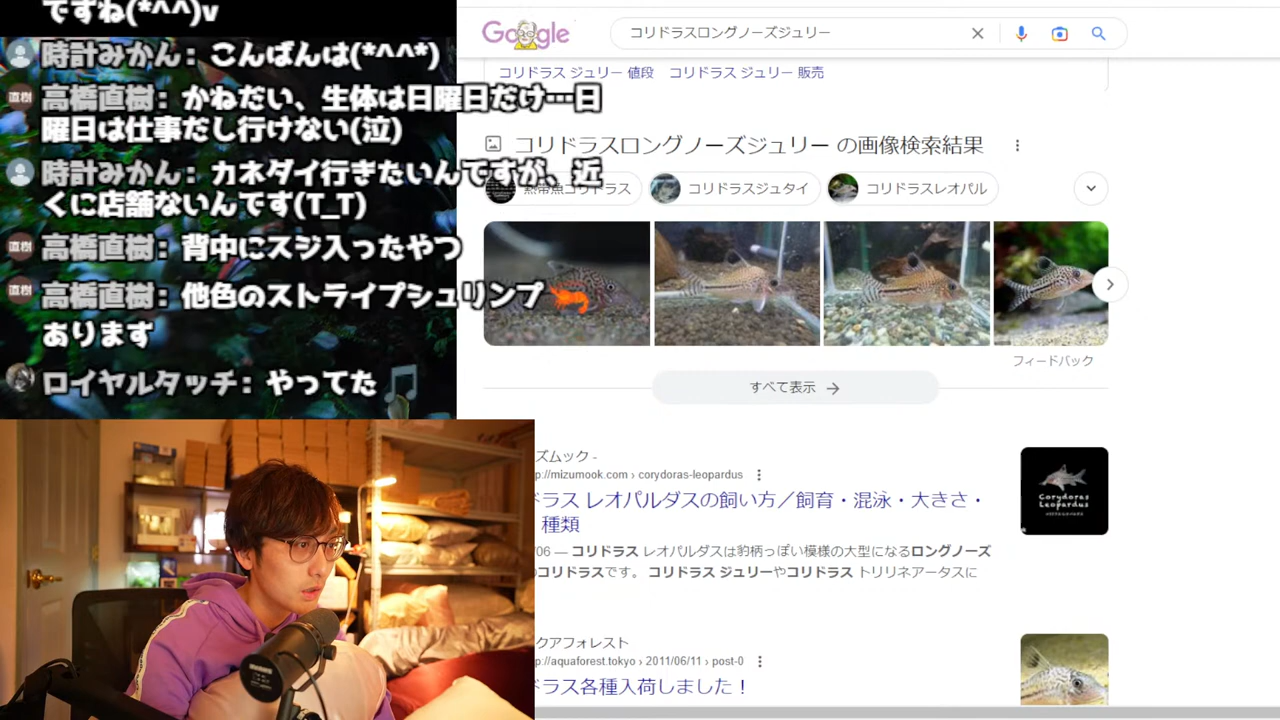 ですね(*^^)v
時計みかん: こんばんは(*^^*)
高橋直樹: かねだい、生体は日曜日だけ…日
曜日は仕事だし行けない(泣)
時計みかん: カネダイ行きたいんですが、近
くに店舗ないんです(T_T)
高橋直樹: 背中にスジ入ったやつ
高橋直樹: 他色のストライプシュリンプ
あります
ロイヤルタッチ: やってた
Google
コリドラスロングノーズジュリー
コリドラス ジュリー 値段 コリドラス ジュリー 販売
コリドラスロングノーズジュリー の画像検索結果
熱帯魚コリドラス
コリドラスジュタイ
コリドラスレオパル
フィードバック
すべて表示
ズムック -
p://mizumook.com › corydoras-leopardus
ドラス レオパルダスの飼い方／飼育・混泳・大きさ・
種類
/06 — コリドラス レオパルダスは豹柄っぽい模様の大型になるロングノーズ
コリドラスです。 コリドラス ジュリーやコリドラス トリリネアータスに
Corydoras
Leopardus
クアフォレスト
p://aquaforest.tokyo › 2011/06/11 › post-0
ドラス各種入荷しました！